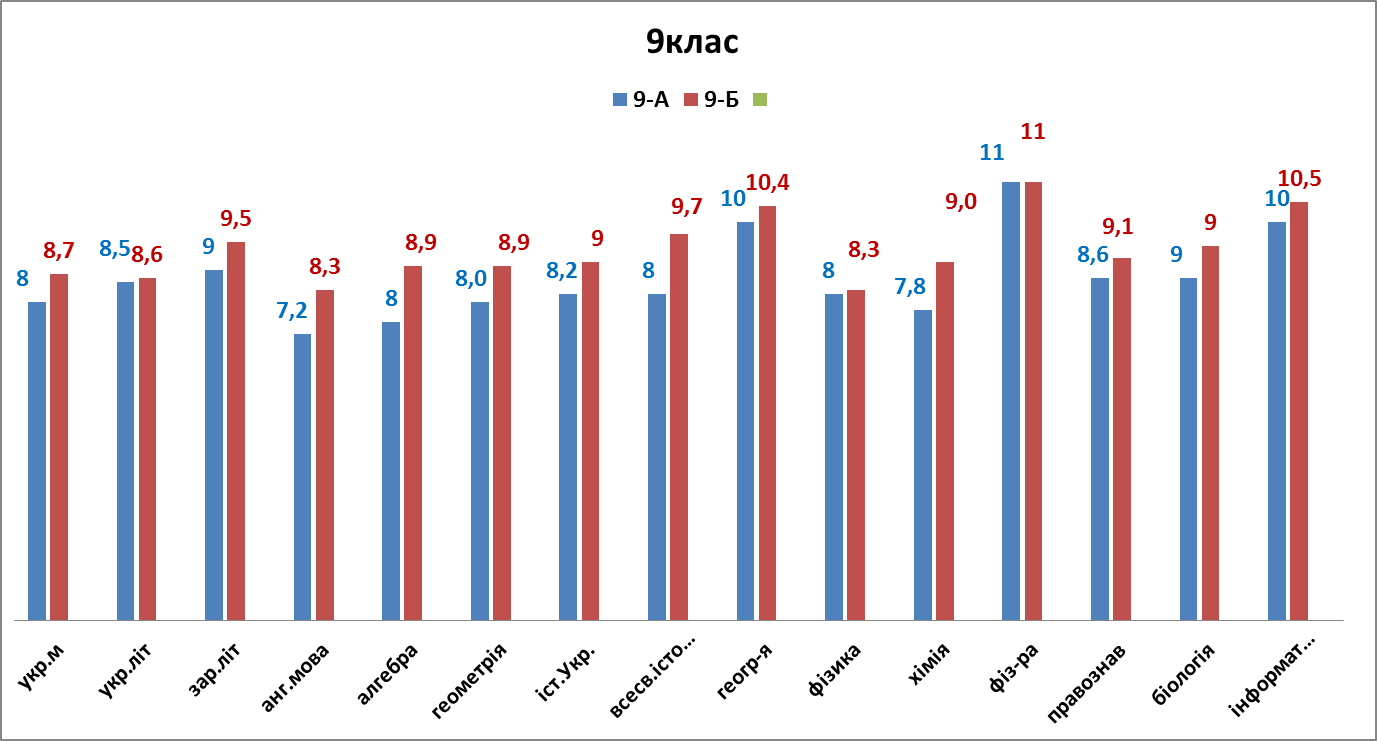 9клас
9-А 9-Б
8 8,7 8,5 8,6 9 9,5 7,2 8,3 8 8,9 8,0 8,9 8,2 9 8 9,7 10 10,4 8 8,3 7,8 9,0 11 11 8,6 9,1 9 9 10 10,5
укр.м
укр.літ
зар.літ
анг.мова
алгебра
геометрія
іст.Укр.
всесв.істо...
геогр-я
фізика
хімія
фіз-ра
правознав
біологія
інформат...